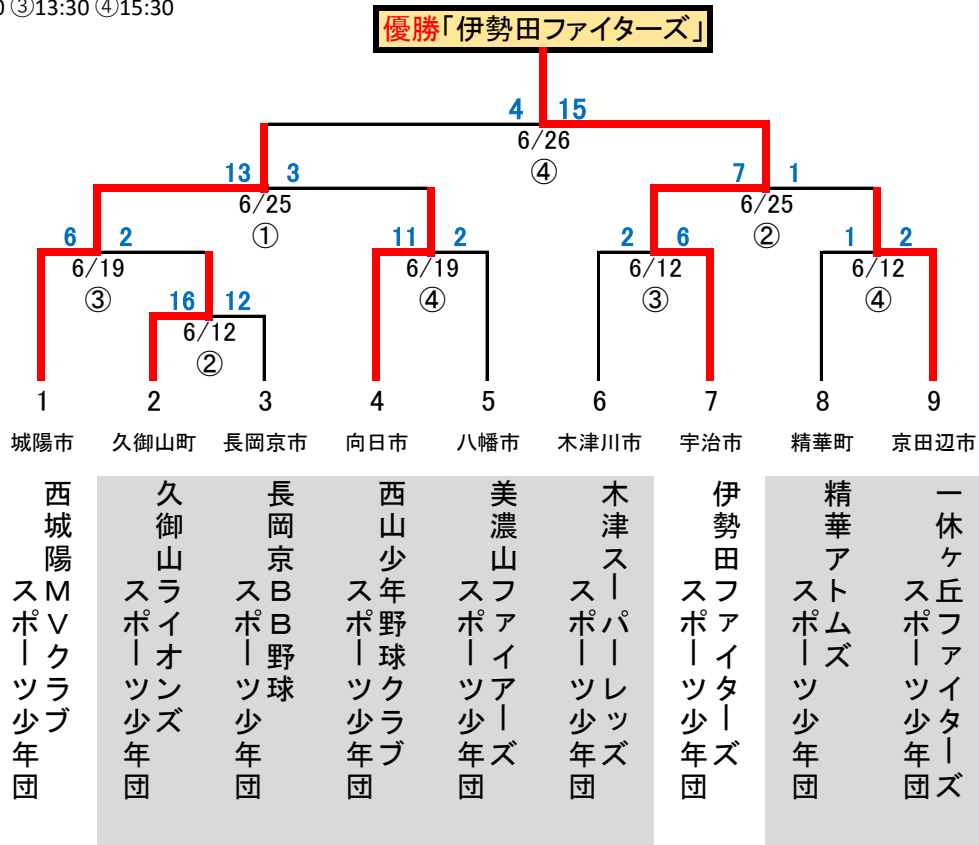 0 ③13:30 ④15:30
優勝「伊勢田ファイターズ」
4 15
6/26
④
13 3
6/25
①
7 1
6/25
②
6 2
6/19
③
11 2
6/19
④
2 6
6/12
③
1 2
6/12
④
16 12
6/12
②
1 2 3 4 5 6 7 8 9
城陽市 久御山町 長岡京市 向日市 八幡市 木津川市 宇治市 精華町 京田辺市
西城陽MVクラブ
スポーツ少年団
久御山ライオンズ
スポーツ少年団
長岡京BB野球
スポーツ少年団
西山少年野球クラブ
スポーツ少年団
美濃山ファイアーズ
スポーツ少年団
木津スーパーレッズ
スポーツ少年団
伊勢田ファイターズ
スポーツ少年団
精華アトムズ
スポーツ少年団
一休ヶ丘ファイターズ
スポーツ少年団